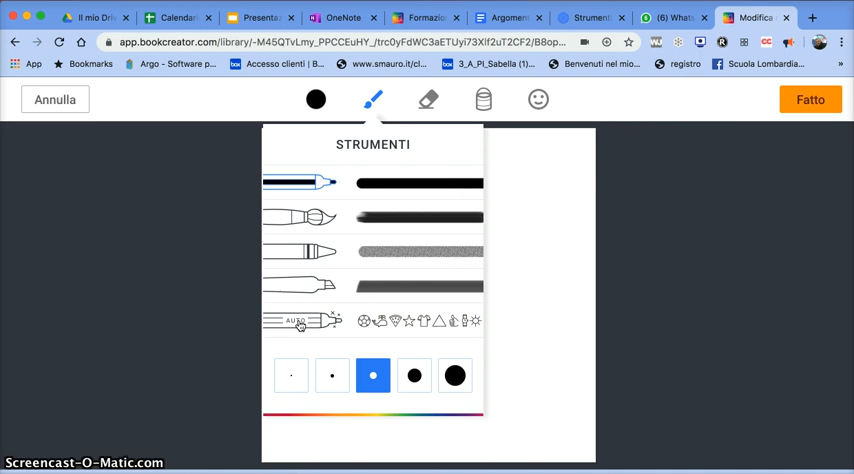 Il mio Driv
Calendari
Presentaz
OneNote
Formazio
Argoment
Strument
(6) Whats
Modifica
app.bookcreator.com/library/-M45QTvLmy_PPCCEuHY_/trc0yFdWC3aETUyi73Xlf2uT2CF2/B8op...
App
Bookmarks
Argo - Software p...
Accesso clienti | B...
www.smauro.it/cl...
3_A_PI_Sabella (1)...
Benvenuti nel mio...
registro
Scuola Lombardia...
»
Annulla
Fatto
STRUMENTI
AUTO
Screencast-O-Matic.com